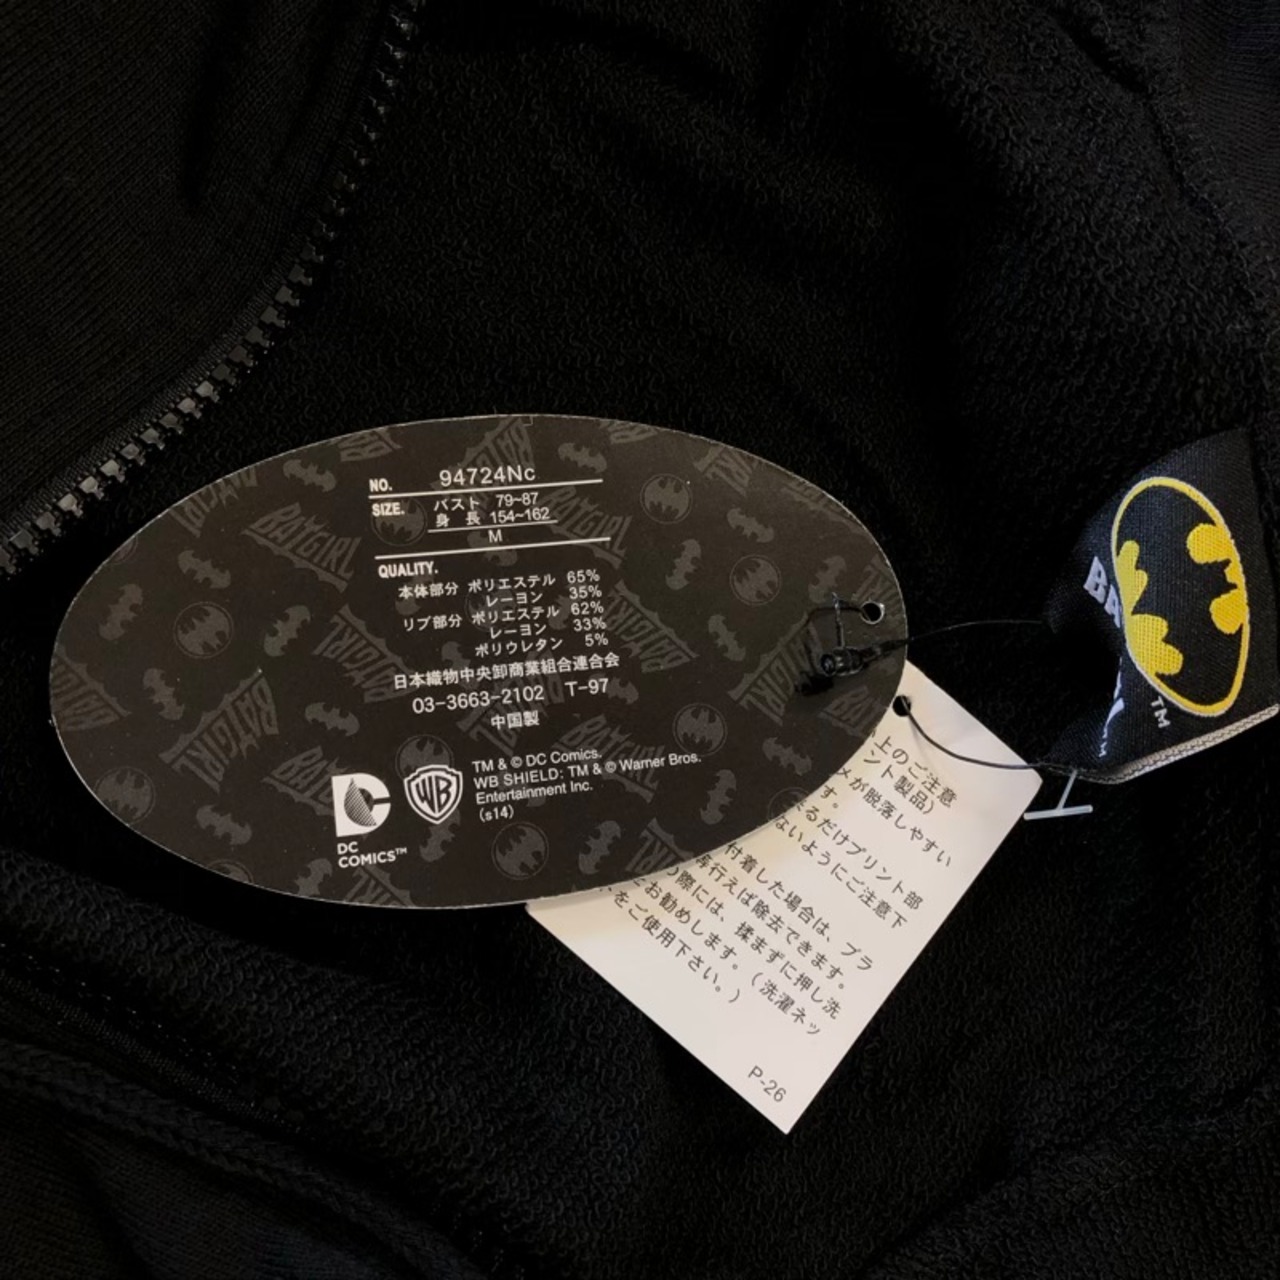 NO. 94724Nc
SIZE. バスト 79~87
身 長 154~162
M
QUALITY.
本体部分 ポリエステル 65%
レーヨン 35%
リブ部分 ポリエステル 62%
レーヨン 33%
ポリウレタン 5%
日本織物中央卸商業組合連合会
03-3663-2102 T-97
中国製
TM & © DC Comics.
WB SHIELD: TM & © Warner Bros.
Entertainment Inc.
(s14)
DC
COMICS™
WB
上のご注意
ント製品)
メが脱落しやすい
す。
るだけプリント部
ないようにご注意下
付着した場合は、ブラ
行えば除去できます。
際には、揉まずに押し洗
お勧めします。(洗濯ネッ
をご使用下さい。)
P-26
BATGIRL
TM